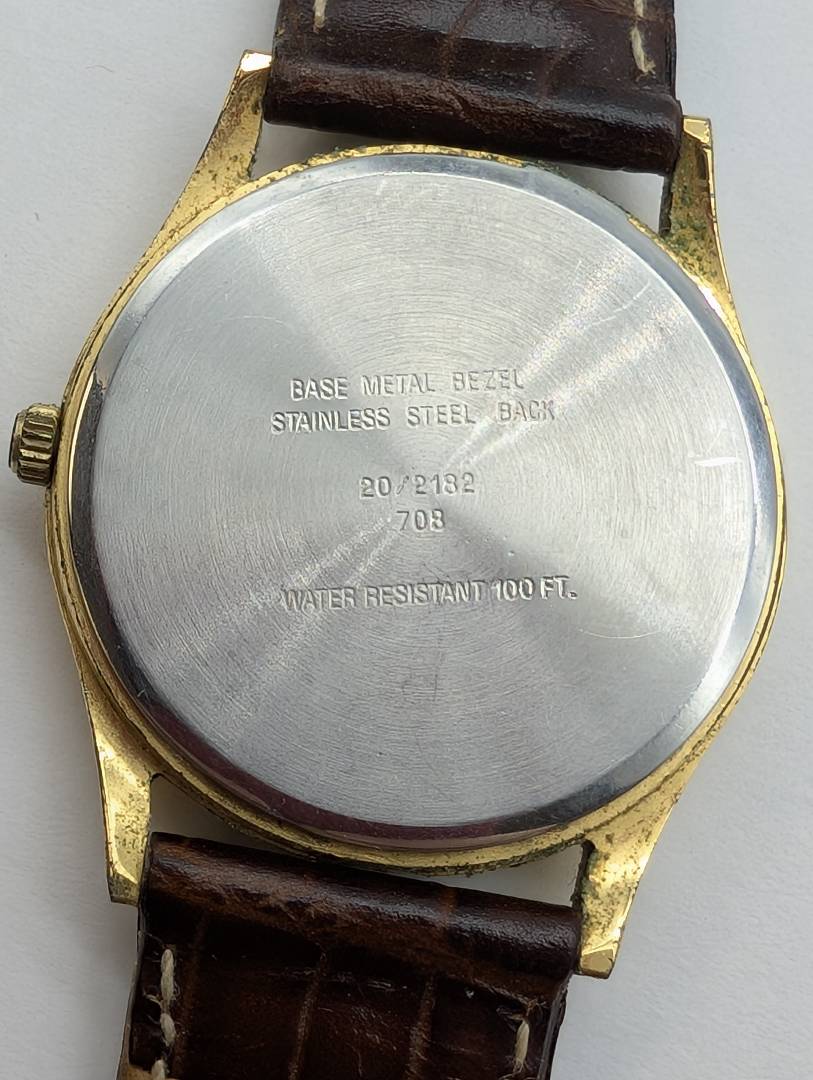 BASE METAL BEZEL
STAINLESS STEEL BACK
20/2182
708
WATER RESISTANT 100 FT.